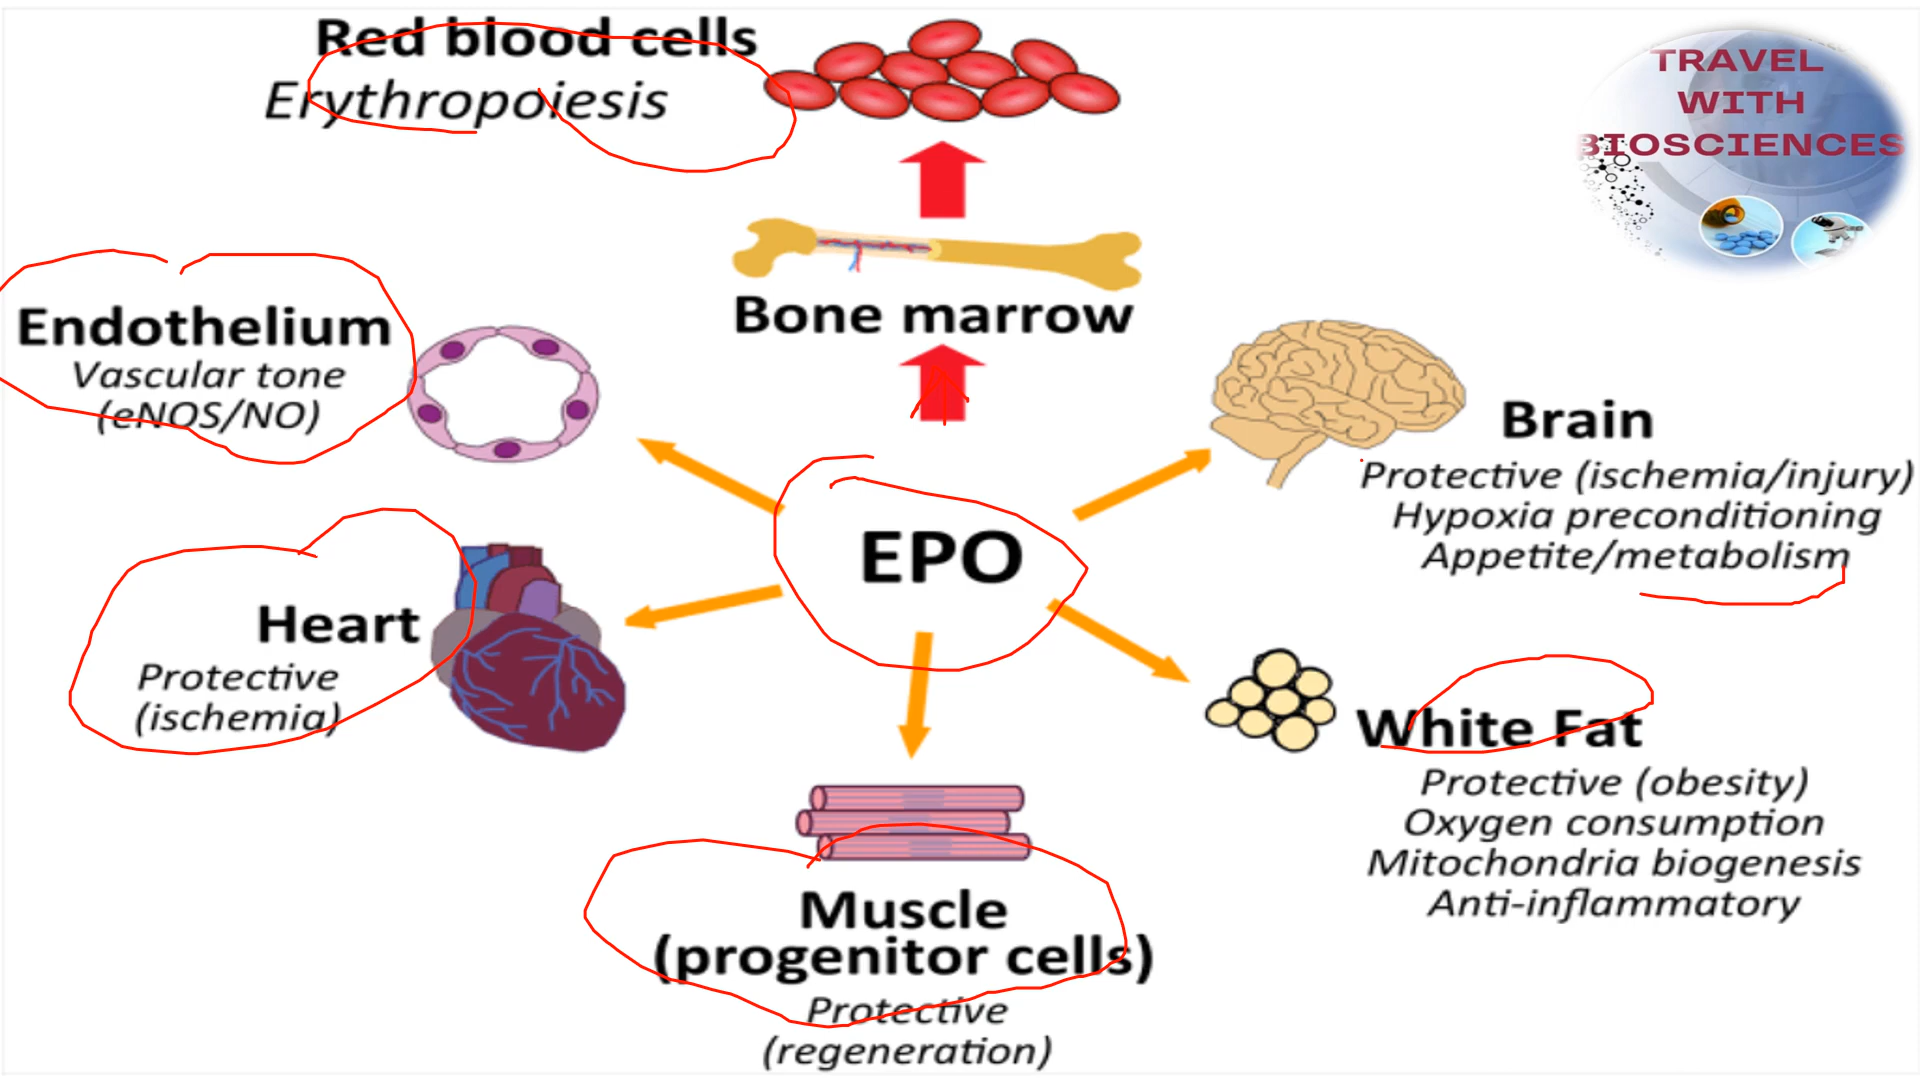 Red blood cells
Erythropoiesis
TRAVEL
WITH
BIOSCIENCES
Bone marrow
Endothelium
Vascular tone
(eNOS/NO)
Brain
Protective (ischemia/injury)
Hypoxia preconditioning
Appetite/metabolism
EPO
Heart
Protective
(ischemia)
White Fat
Protective (obesity)
Oxygen consumption
Mitochondria biogenesis
Anti-inflammatory
Muscle
(progenitor cells)
Protective
(regeneration)